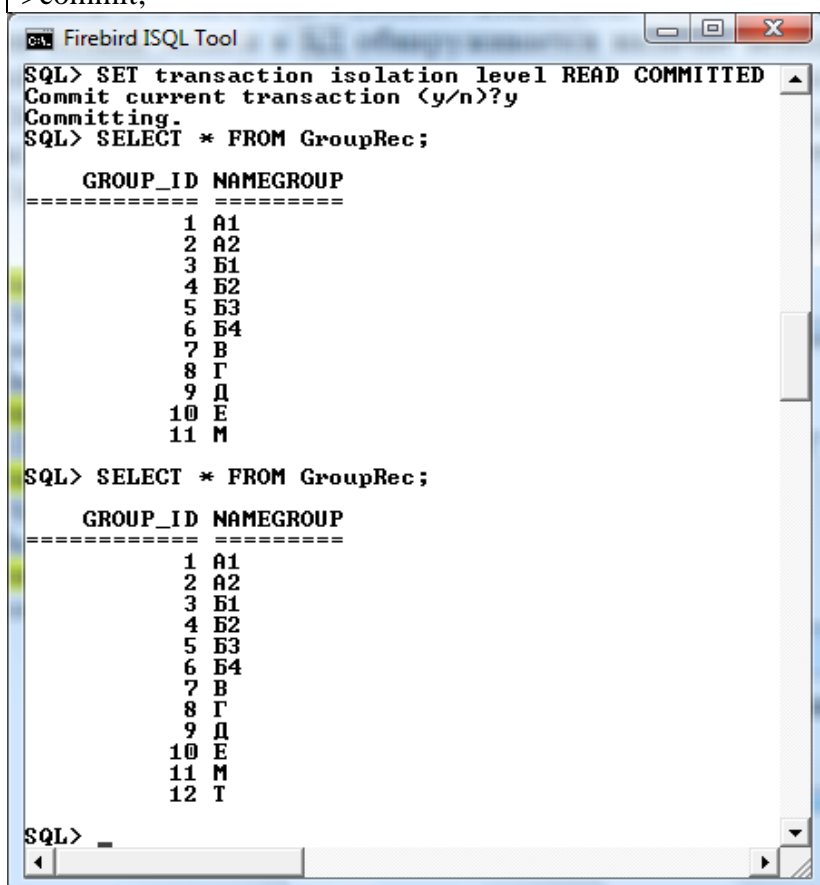 >commit;
Firebird ISQL Tool
SQL> SET transaction isolation level READ COMMITTED
Commit current transaction (y/n)?y
Committing.
SQL> SELECT * FROM GroupRec;
GROUP_ID NAMEGROUP
============ =========
1 А1
2 А2
3 Б1
4 Б2
5 Б3
6 Б4
7 В
8 Г
9 Д
10 Е
11 М
SQL> SELECT * FROM GroupRec;
GROUP_ID NAMEGROUP
============ =========
1 А1
2 А2
3 Б1
4 Б2
5 Б3
6 Б4
7 В
8 Г
9 Д
10 Е
11 М
12 Т
SQL> _